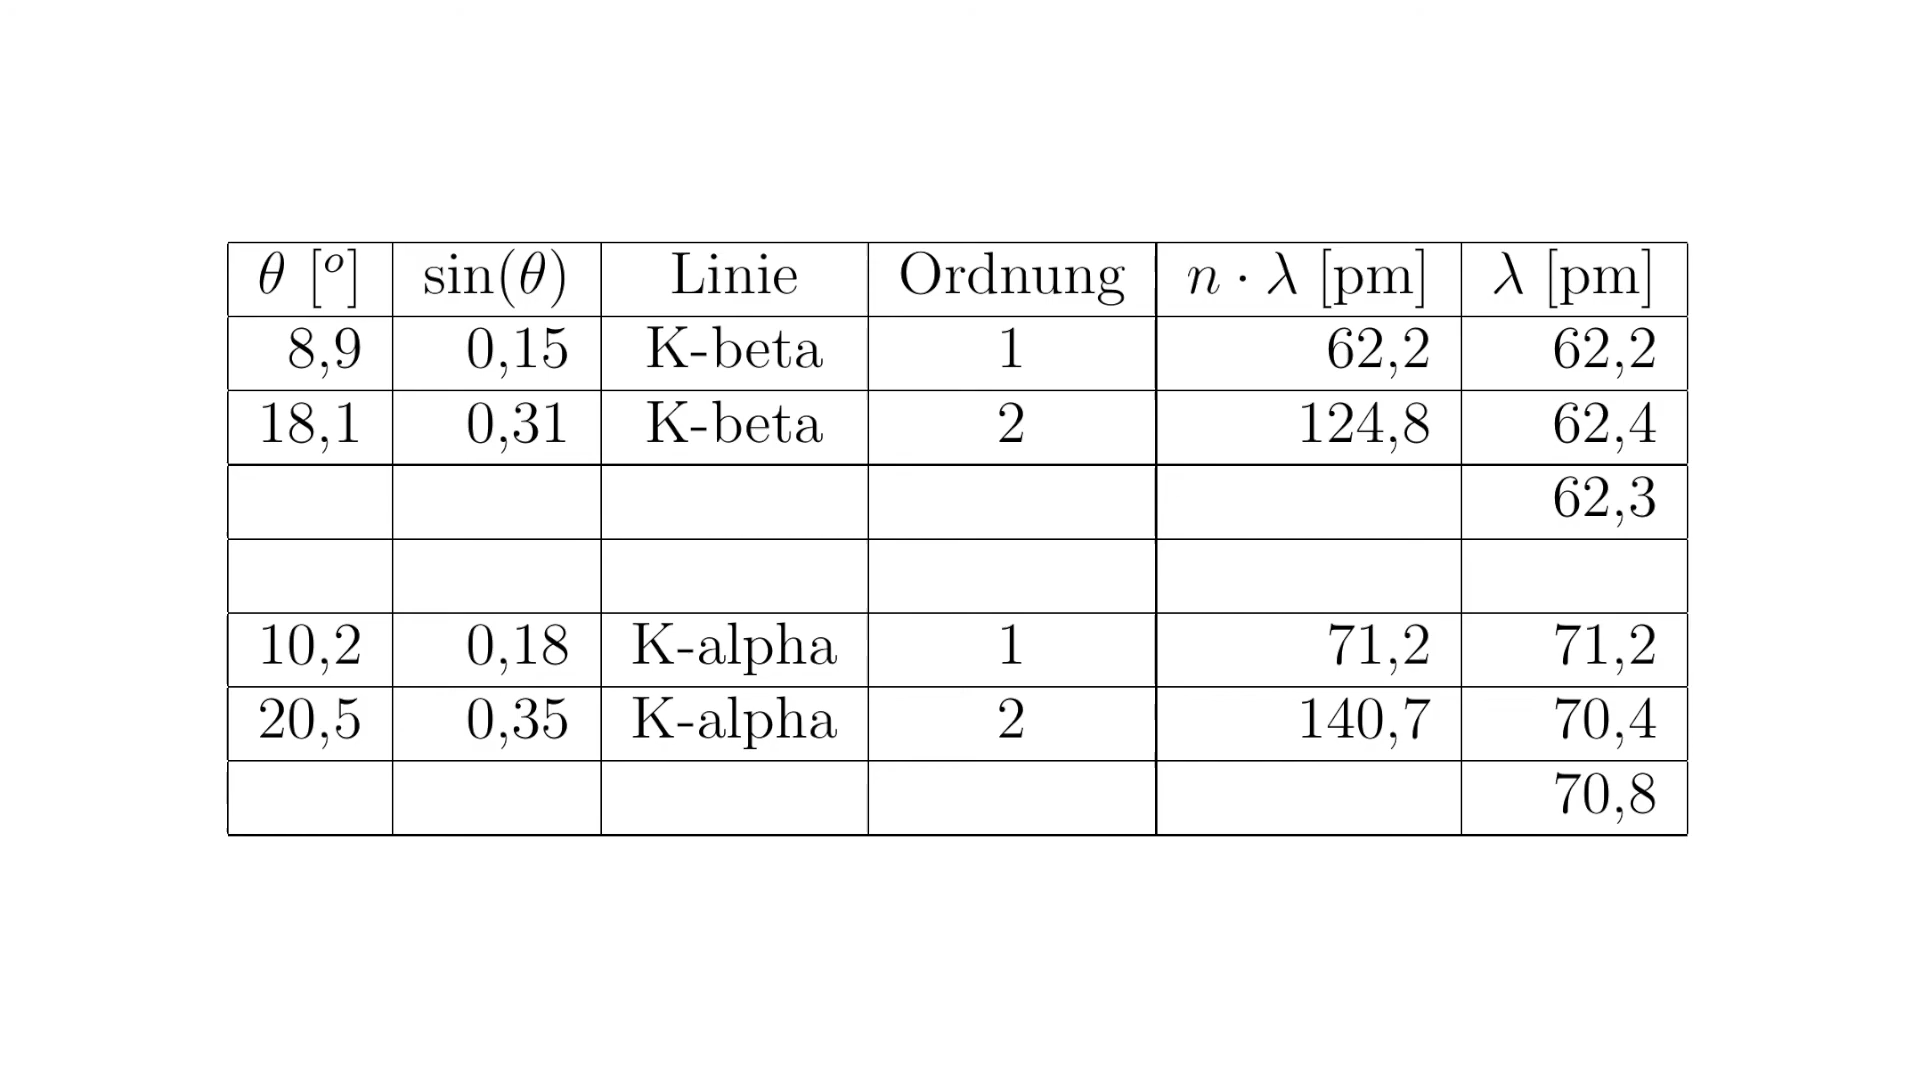 θ [°] sin(θ) Linie Ordnung n · λ [pm] λ [pm]
8,9 0,15 K-beta 1 62,2 62,2
18,1 0,31 K-beta 2 124,8 62,4
62,3
10,2 0,18 K-alpha 1 71,2 71,2
20,5 0,35 K-alpha 2 140,7 70,4
70,8